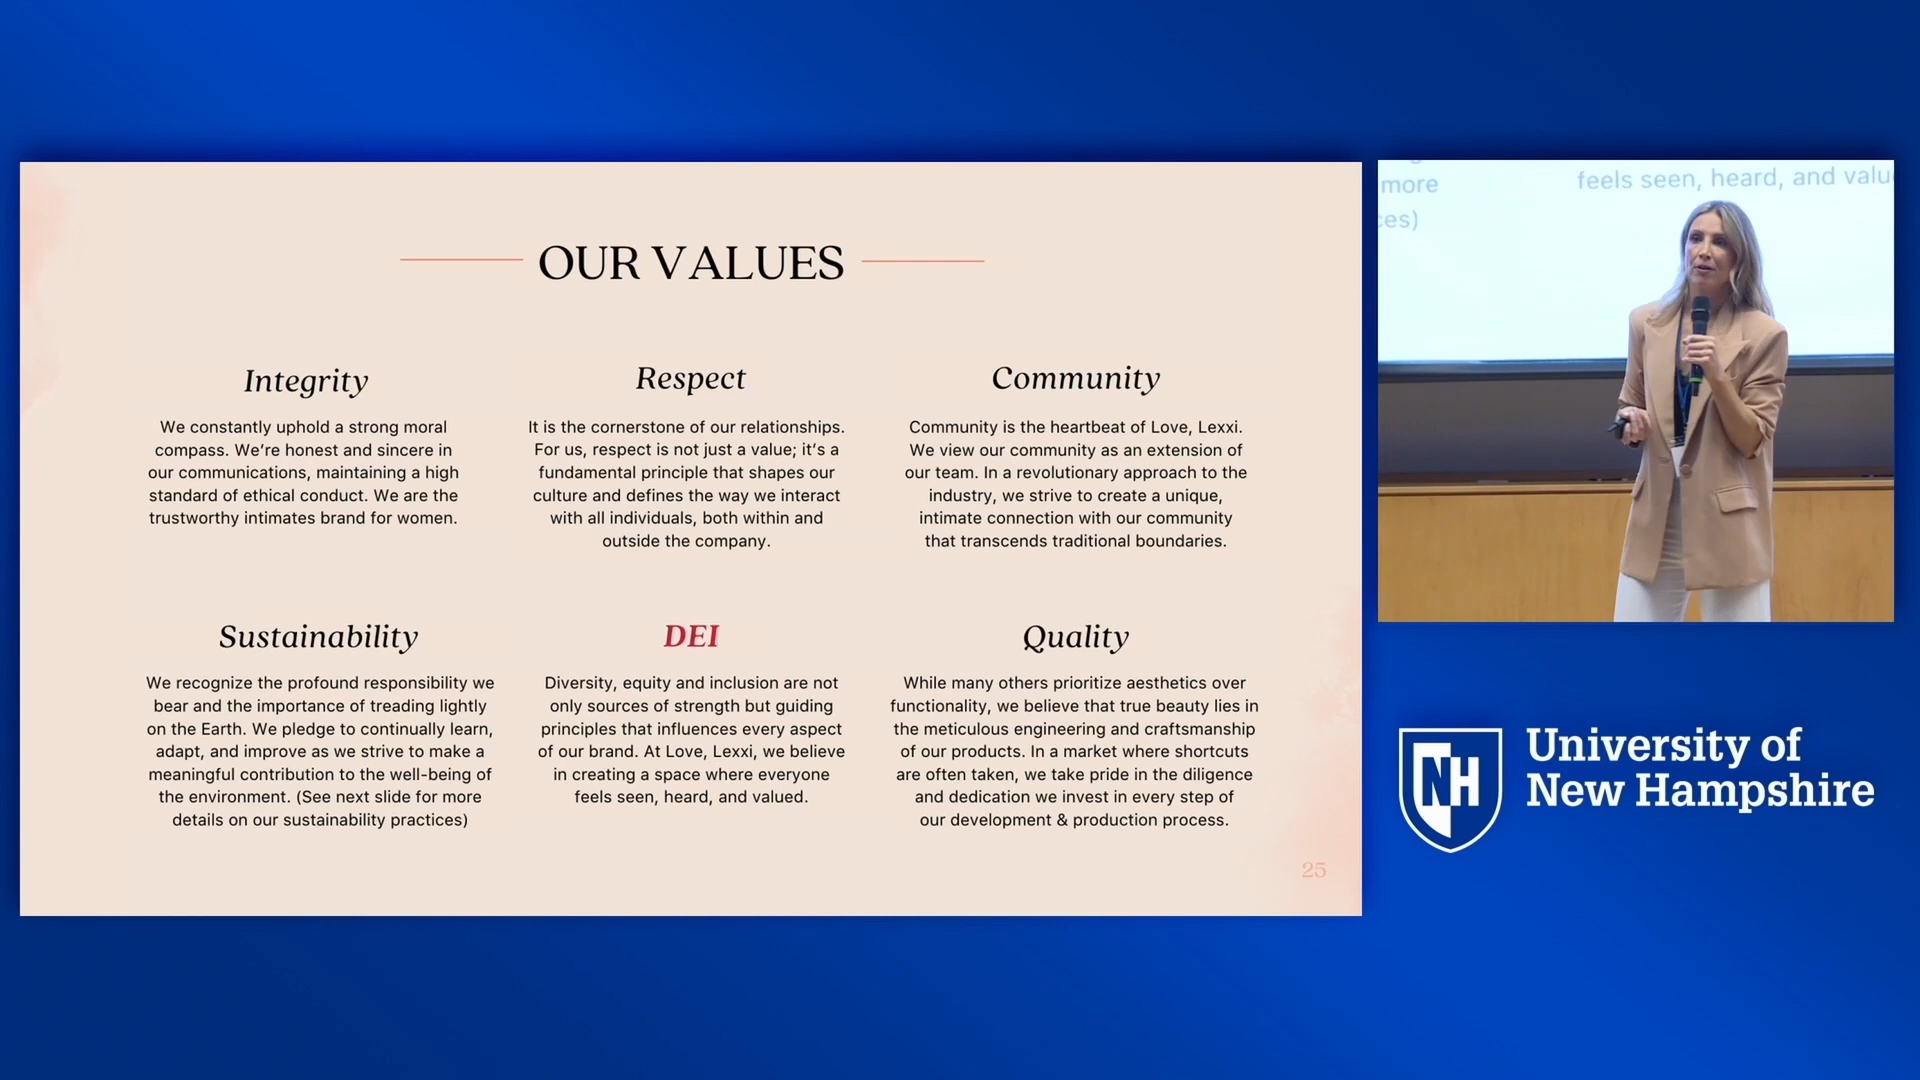 OUR VALUES
Integrity
We constantly uphold a strong moral
compass. We're honest and sincere in
our communications, maintaining a high
standard of ethical conduct. We are the
trustworthy intimates brand for women.
Respect
It is the cornerstone of our relationships.
For us, respect is not just a value; it's a
fundamental principle that shapes our
culture and defines the way we interact
with all individuals, both within and
outside the company.
Community
Community is the heartbeat of Love, Lexxi.
We view our community as an extension of
our team. In a revolutionary approach to the
industry, we strive to create a unique,
intimate connection with our community
that transcends traditional boundaries.
Sustainability
We recognize the profound responsibility we
bear and the importance of treading lightly
on the Earth. We pledge to continually learn,
adapt, and improve as we strive to make a
meaningful contribution to the well-being of
the environment. (See next slide for more
details on our sustainability practices)
DEI
Diversity, equity and inclusion are not
only sources of strength but guiding
principles that influences every aspect
of our brand. At Love, Lexxi, we believe
in creating a space where everyone
feels seen, heard, and valued.
Quality
While many others prioritize aesthetics over
functionality, we believe that true beauty lies in
the meticulous engineering and craftsmanship
of our products. In a market where shortcuts
are often taken, we take pride in the diligence
and dedication we invest in every step of
our development & production process.
25
more
feels seen, heard, and valu
ces)
NH
University of
New Hampshire